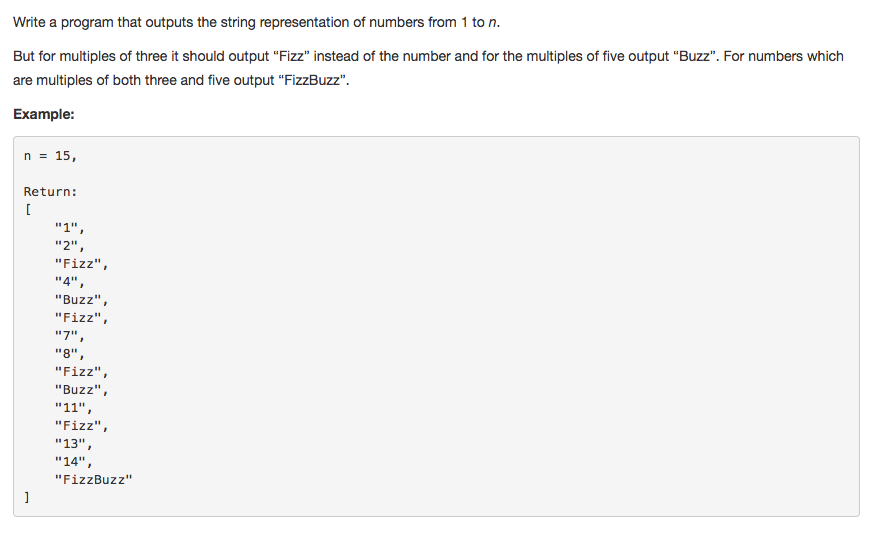 Write a program that outputs the string representation of numbers from 1 to n.
But for multiples of three it should output “Fizz” instead of the number and for the multiples of five output “Buzz”. For numbers which
are multiples of both three and five output “FizzBuzz”.
Example:
n = 15,
Return:
[
    "1",
    "2",
    "Fizz",
    "4",
    "Buzz",
    "Fizz",
    "7",
    "8",
    "Fizz",
    "Buzz",
    "11",
    "Fizz",
    "13",
    "14",
    "FizzBuzz"
]